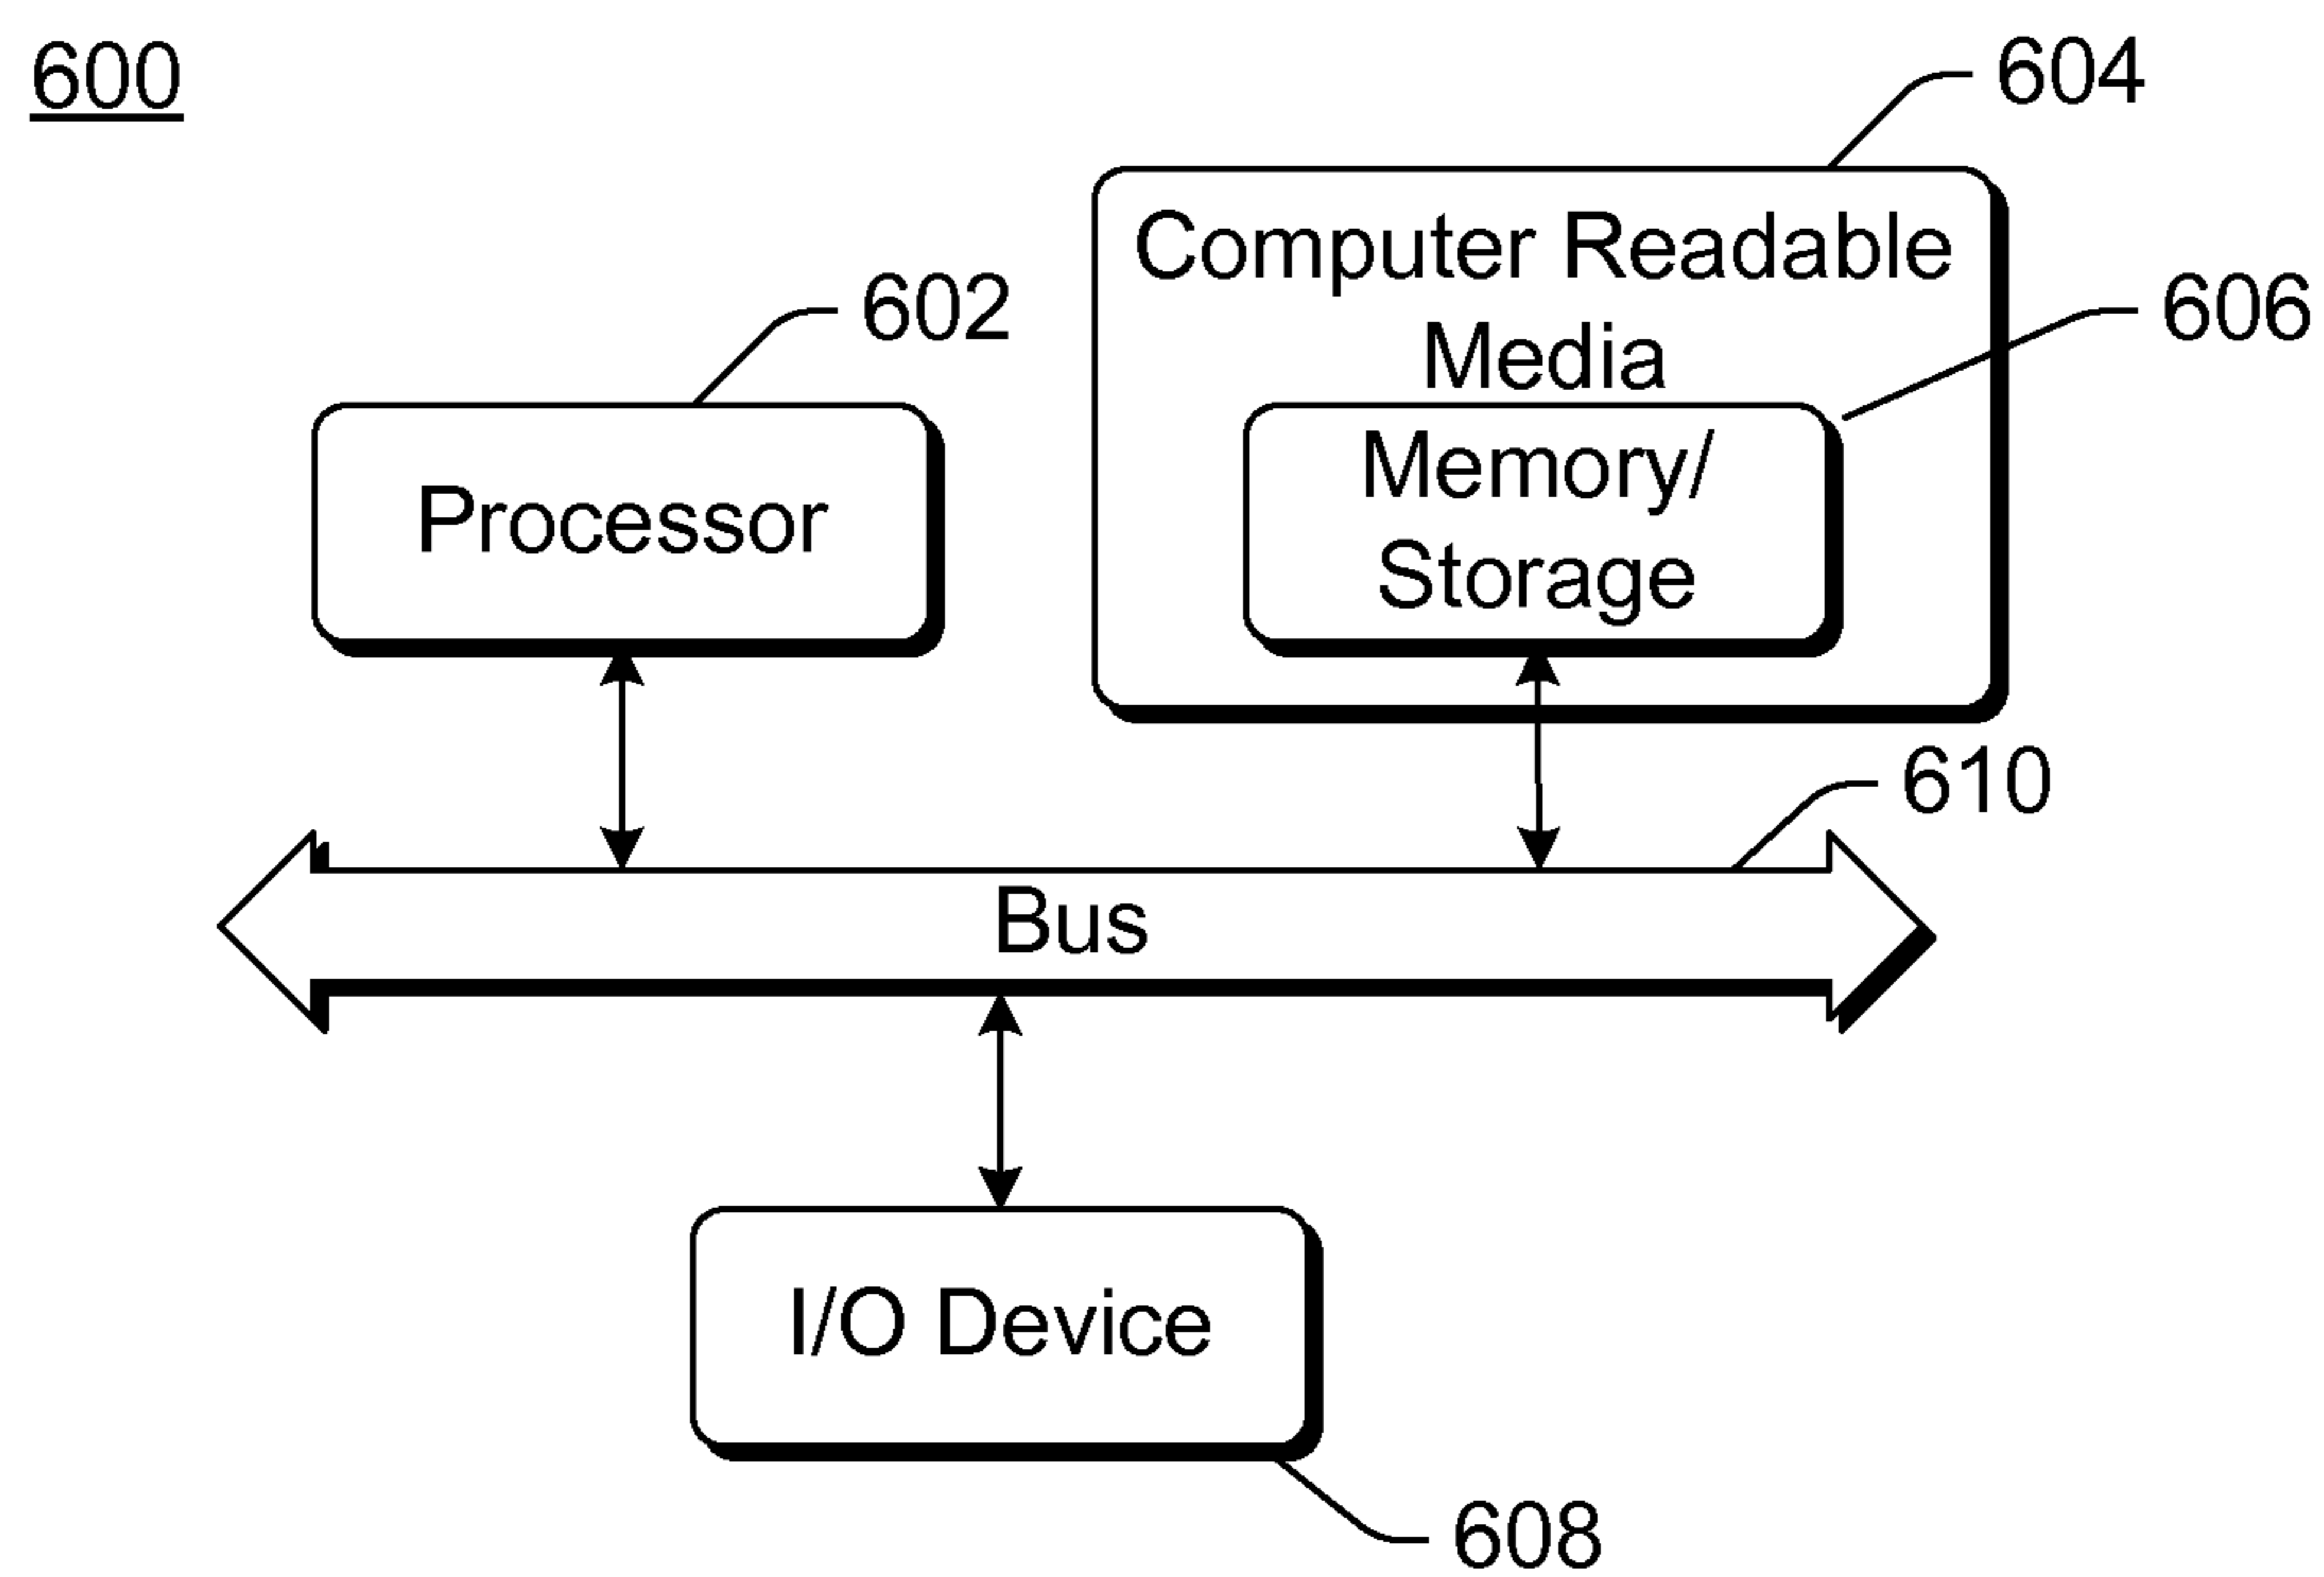 600
604
Computer Readable
Media
606
602
Memory/
Storage
Processor
610
Bus
I/O Device
608